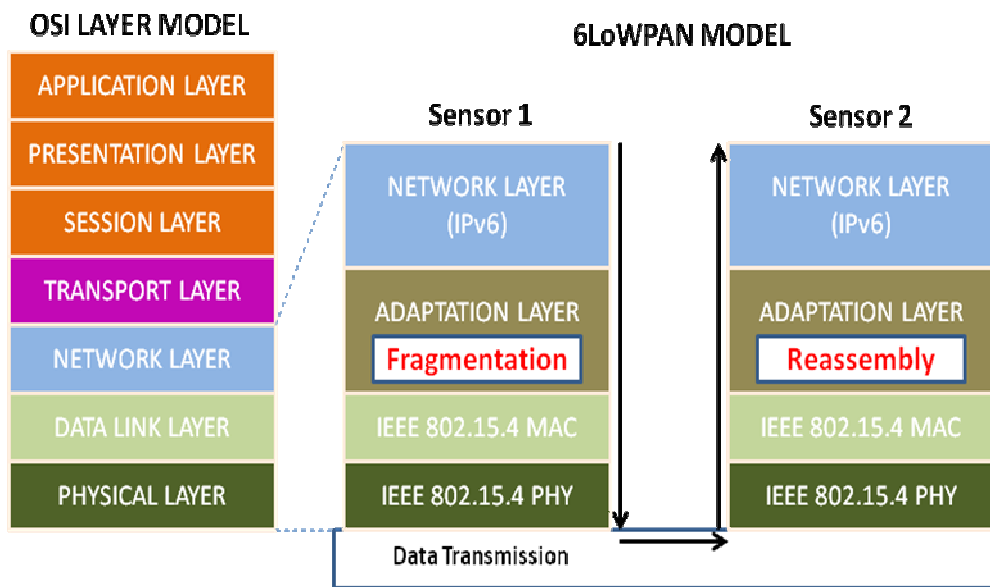 OSI LAYER MODEL
APPLICATION LAYER
PRESENTATION LAYER
SESSION LAYER
TRANSPORT LAYER
NETWORK LAYER
DATA LINK LAYER
PHYSICAL LAYER
6LoWPAN MODEL
Sensor 1
NETWORK LAYER
(IPv6)
ADAPTATION LAYER
Fragmentation
IEEE 802.15.4 MAC
IEEE 802.15.4 PHY
Sensor 2
NETWORK LAYER
(IPv6)
ADAPTATION LAYER
Reassembly
IEEE 802.15.4 MAC
IEEE 802.15.4 PHY
Data Transmission